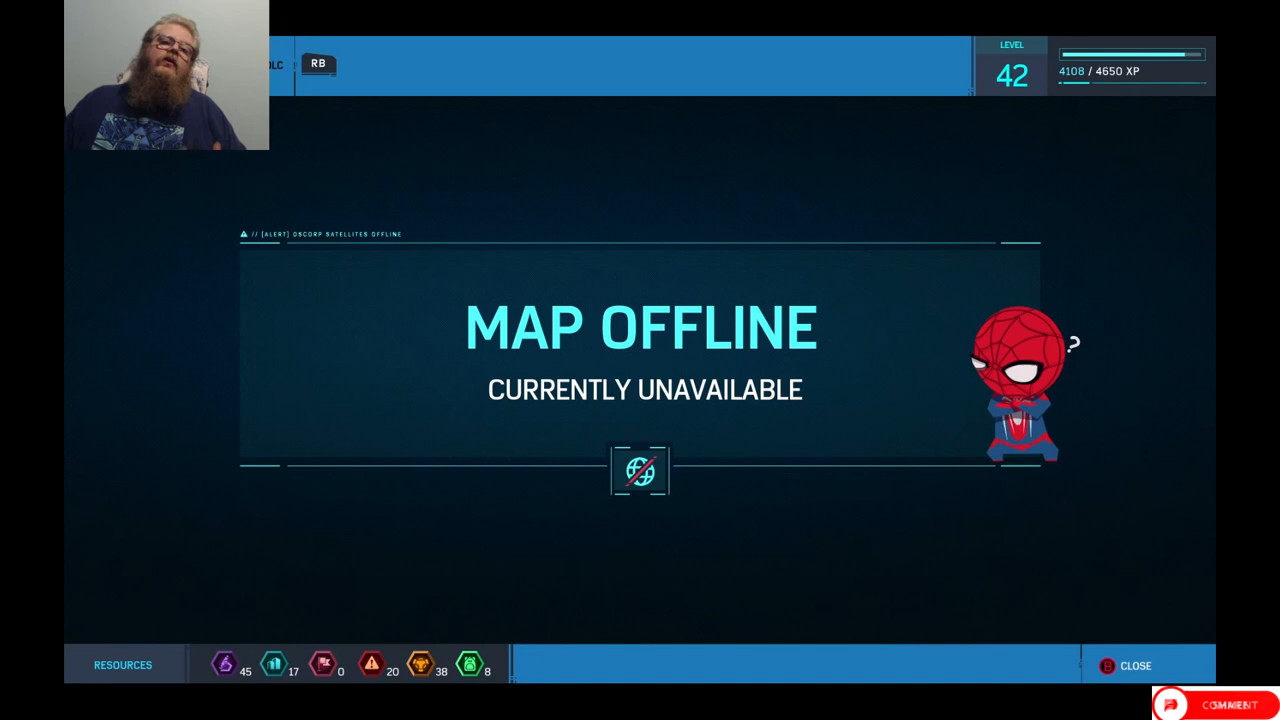 DLC
RB
LEVEL
42
4108 / 4650 XP
// [ALERT] OSCORP SATELLITES OFFLINE
MAP OFFLINE
?
CURRENTLY UNAVAILABLE
RESOURCES
45
17
0
20
38
8
B CLOSE